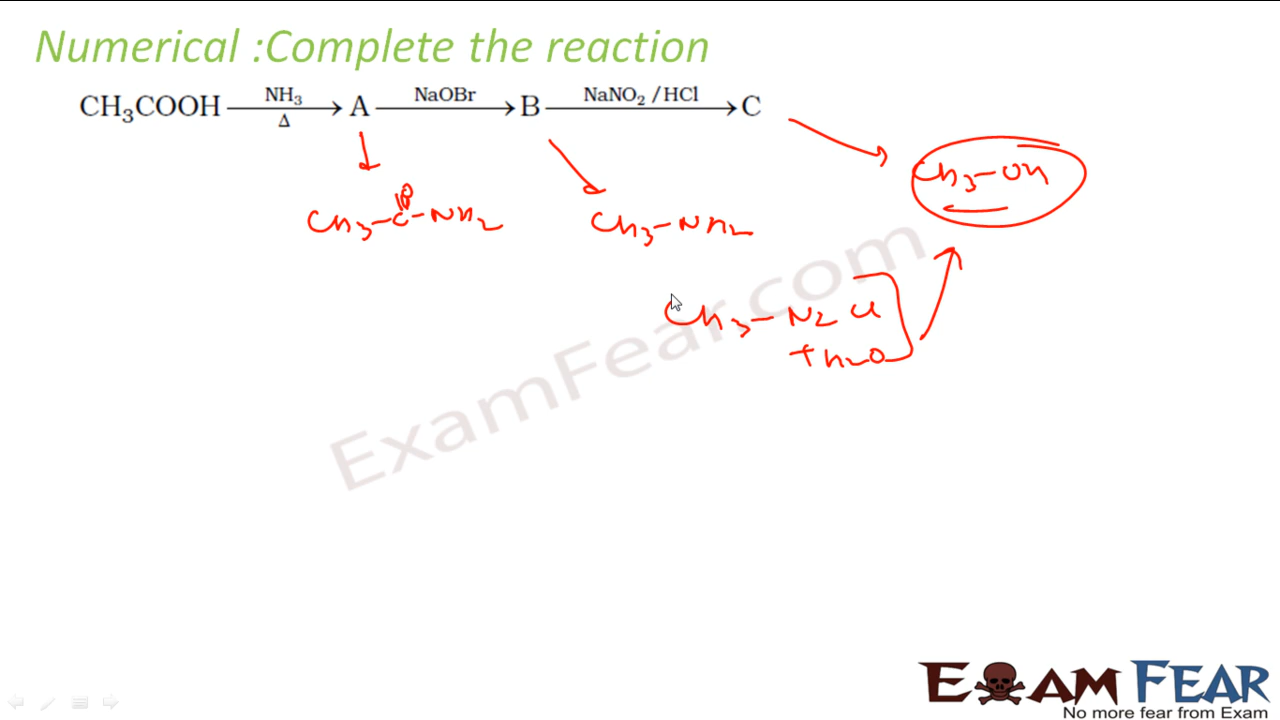 Numerical :Complete the reaction
CH₃COOH —NH₃/Δ→ A —NaOBr→ B —NaNO₂ /HCl→ C
CH₃–OH
CH₃–C(=O)–NH₂ CH₃–NH₂
CH₃–N₂Cl
+H₂O
ExamFear.com
EXAM FEAR
No more fear from Exam